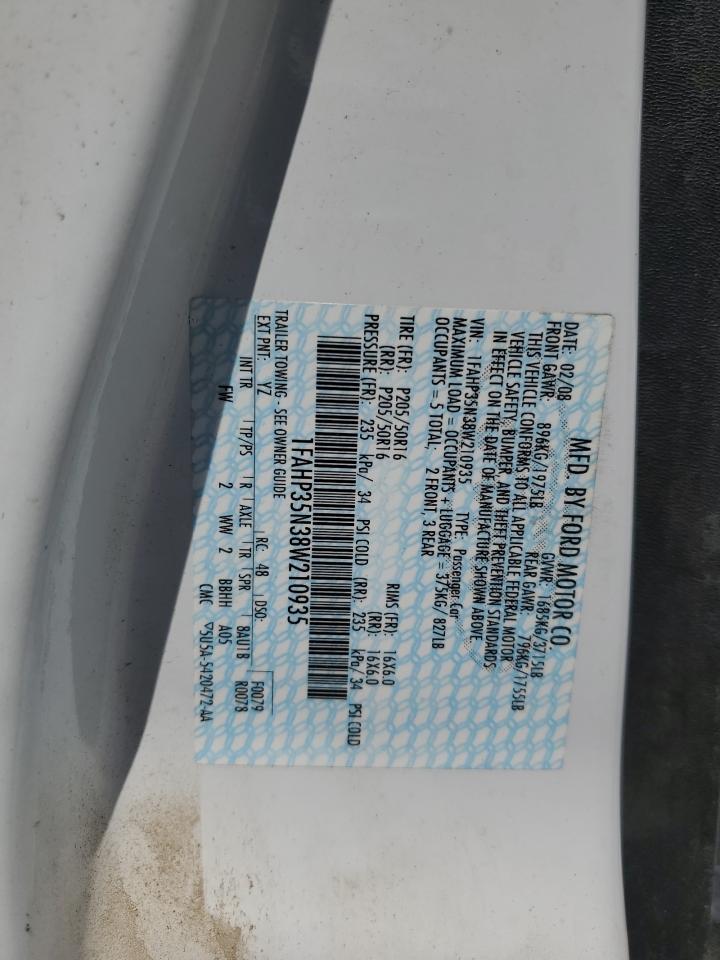 MFD. BY FORD MOTOR CO.
DATE: 02/08 GVWR: 1685KG/3715LB
FRONT GAWR: 896KG/1975LB REAR GAWR: 796KG/1755LB
THIS VEHICLE CONFORMS TO ALL APPLICABLE FEDERAL MOTOR
VEHICLE SAFETY, BUMPER, AND THEFT PREVENTION STANDARDS
IN EFFECT ON THE DATE OF MANUFACTURE SHOWN ABOVE.
VIN: 1FAHP35N38W210935 TYPE: Passenger Car
MAXIMUM LOAD = OCCUPANTS + LUGGAGE = 375KG/ 827LB
OCCUPANTS = 5 TOTAL, 2 FRONT, 3 REAR
TIRE (FR): P205/50R16 RIMS (FR): 16X6.0
(RR): P205/50R16 (RR): 16X6.0
PRESSURE (FR): 235 kPa/ 34 PSI COLD (RR): 235 kPa/ 34 PSI COLD
1FAHP35N38W210935
TRAILER TOWING - SEE OWNER GUIDE
EXT PNT: YZ RC: 48 DSO: F0079
R0078
INT TR TP/PS R AXLE TR SPR 8AU1B
FW 2 WW 2 BBHH A05
CMC ▽5U5A-5420472-AA